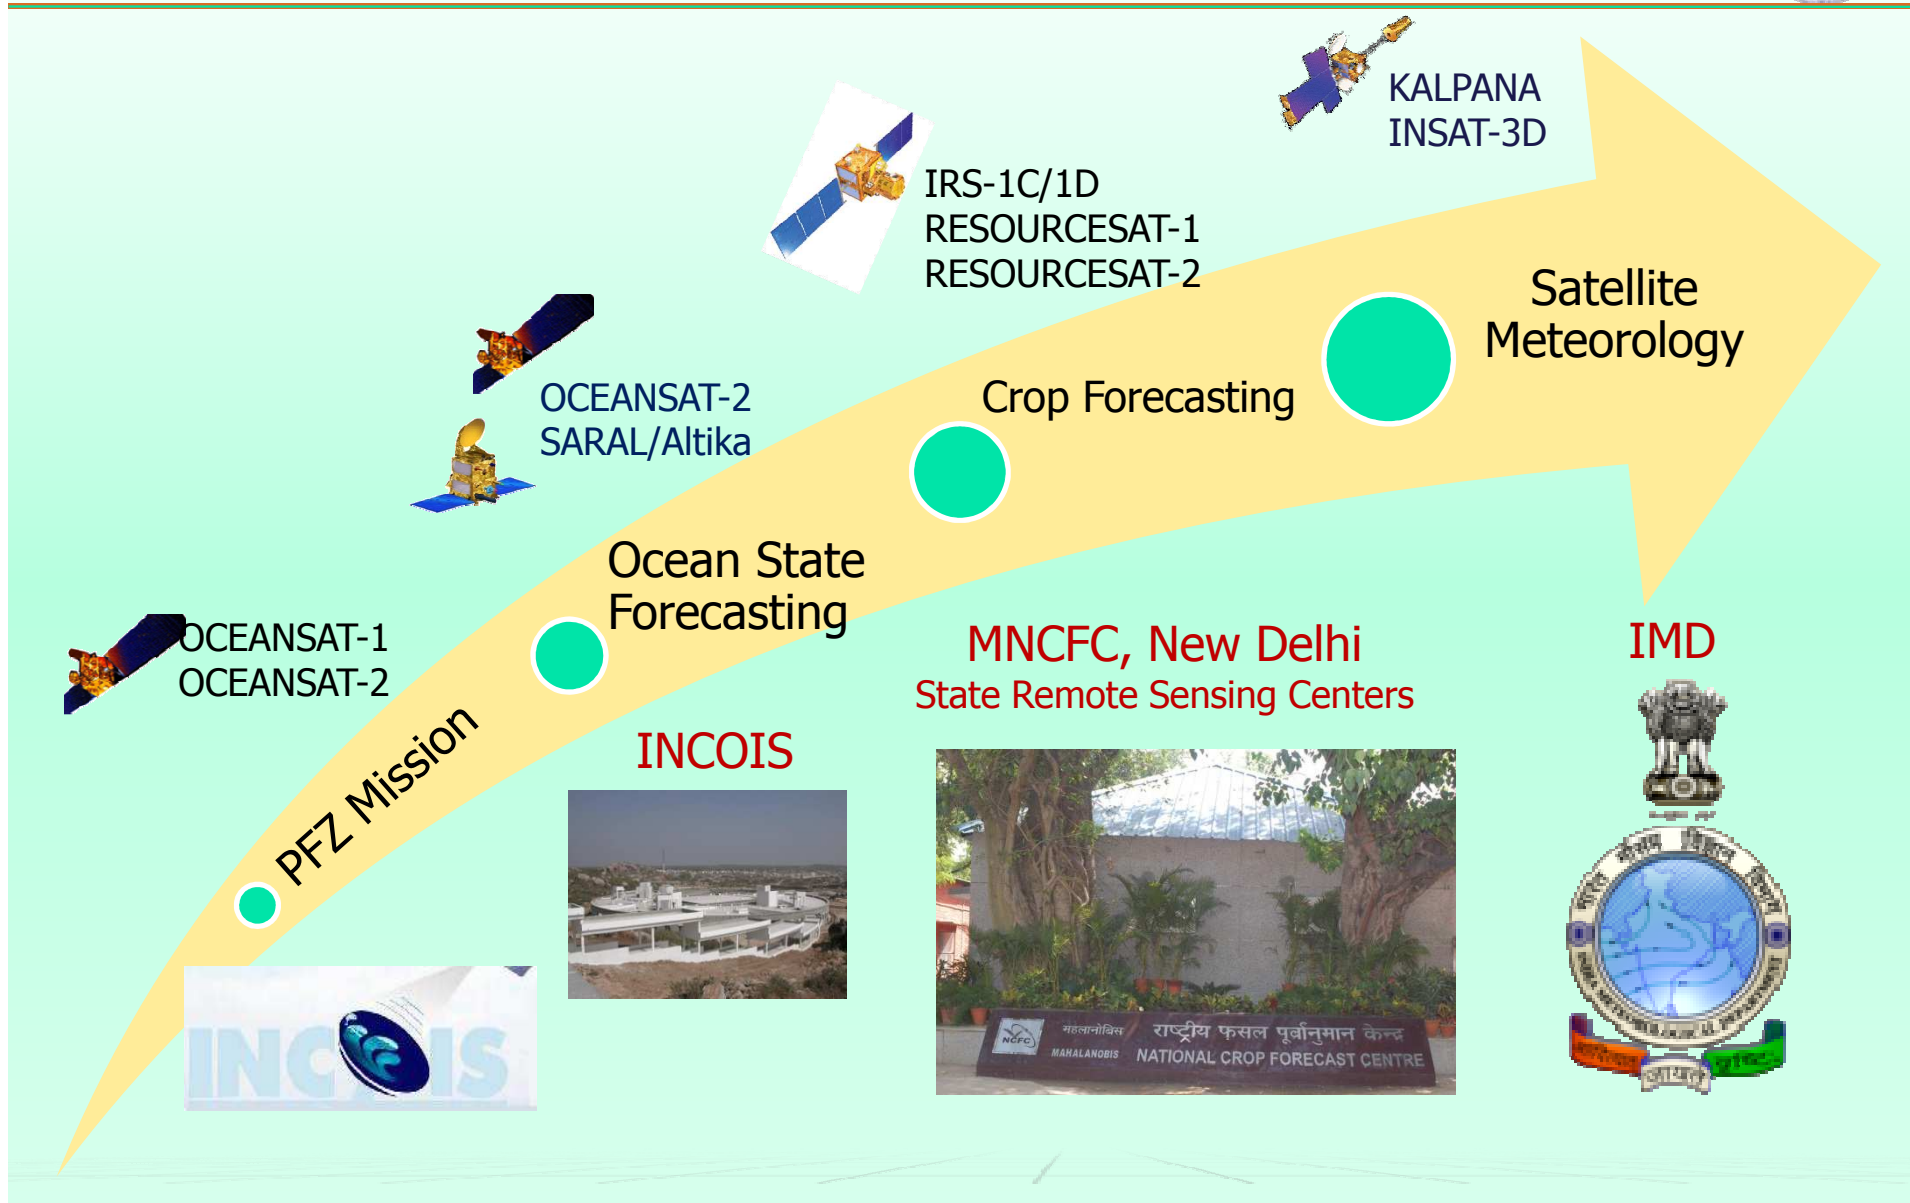 KALPANA
INSAT-3D
IRS-1C/1D
RESOURCESAT-1
RESOURCESAT-2
Satellite
Meteorology
Crop Forecasting
OCEANSAT-2
SARAL/Altika
Ocean State
Forecasting
OCEANSAT-1
OCEANSAT-2
PFZ Mission
MNCFC, New Delhi
State Remote Sensing Centers
IMD
INCOIS
INCOIS
NCFC
महलानोबिस राष्ट्रीय फसल पूर्वानुमान केन्द्र
MAHALANOBIS NATIONAL CROP FORECAST CENTRE